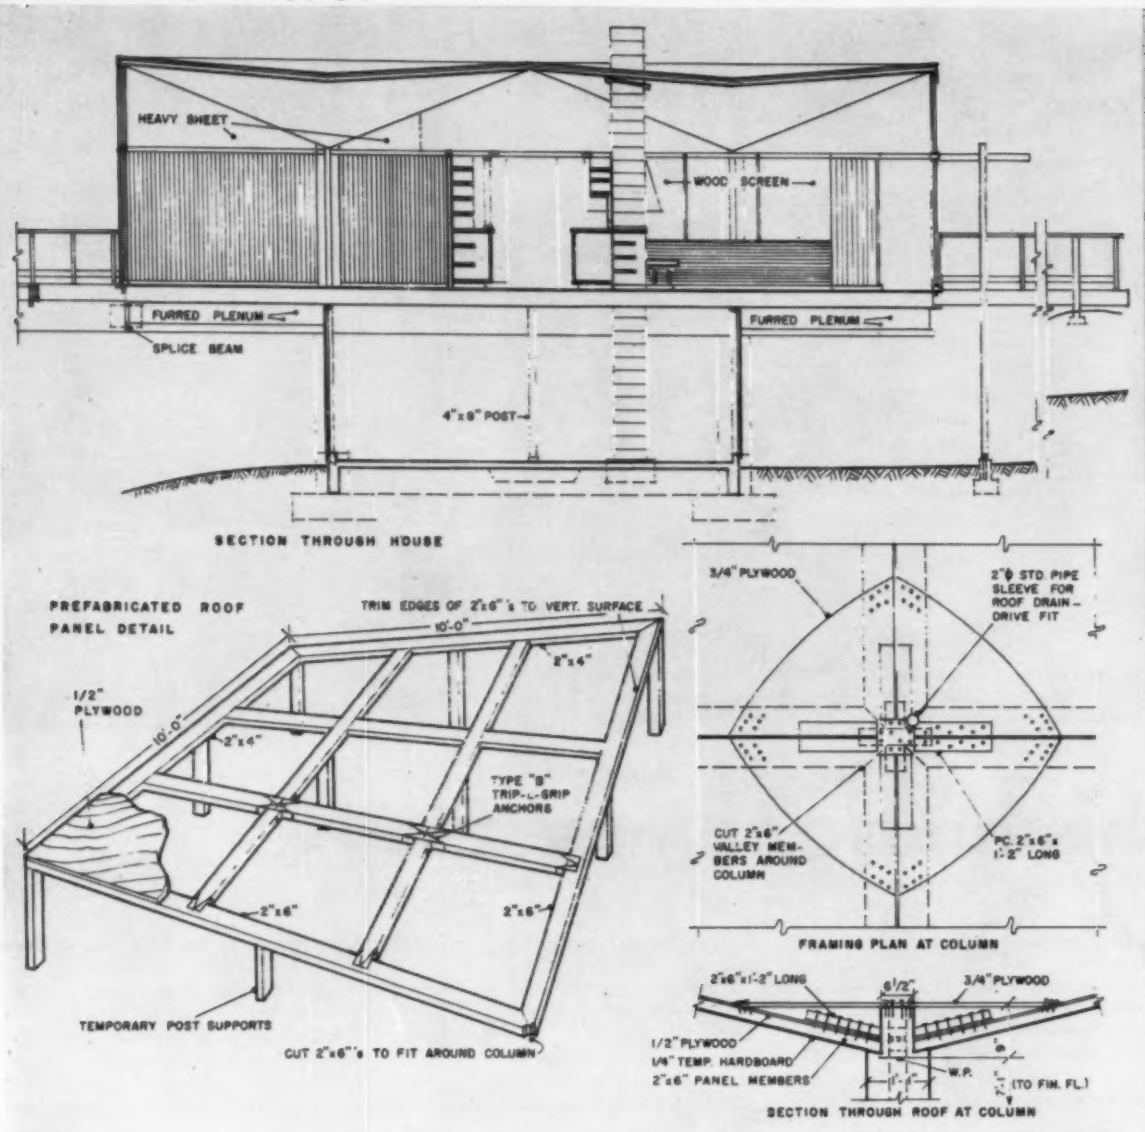 HEAVY SHEET
WOOD SCREEN
FURRED PLENUM
FURRED PLENUM
SPLICE BEAM
4"x8" POST
SECTION THROUGH HOUSE
PREFABRICATED ROOF
PANEL DETAIL
TRIM EDGES OF 2"x6"'s TO VERT. SURFACE
10'-0"
2"x4"
1/2"
PLYWOOD
10'-0"
2"x4"
TYPE "B"
TRIP-L-GRIP
ANCHORS
2"x6"
2"x6"
TEMPORARY POST SUPPORTS
CUT 2"x6"'s TO FIT AROUND COLUMN
3/4" PLYWOOD
2"ϕ STD. PIPE
SLEEVE FOR
ROOF DRAIN-
DRIVE FIT
CUT 2"x6"
VALLEY MEM-
BERS AROUND
COLUMN
PC. 2"x6"x
1'-2" LONG
FRAMING PLAN AT COLUMN
2"x6"x1'-2" LONG
6 1/2"
3/4" PLYWOOD
1/2" PLYWOOD
1/4" TEMP. HARDBOARD
2"x6" PANEL MEMBERS
W.P.
(TO FIN. FL.)
SECTION THROUGH ROOF AT COLUMN